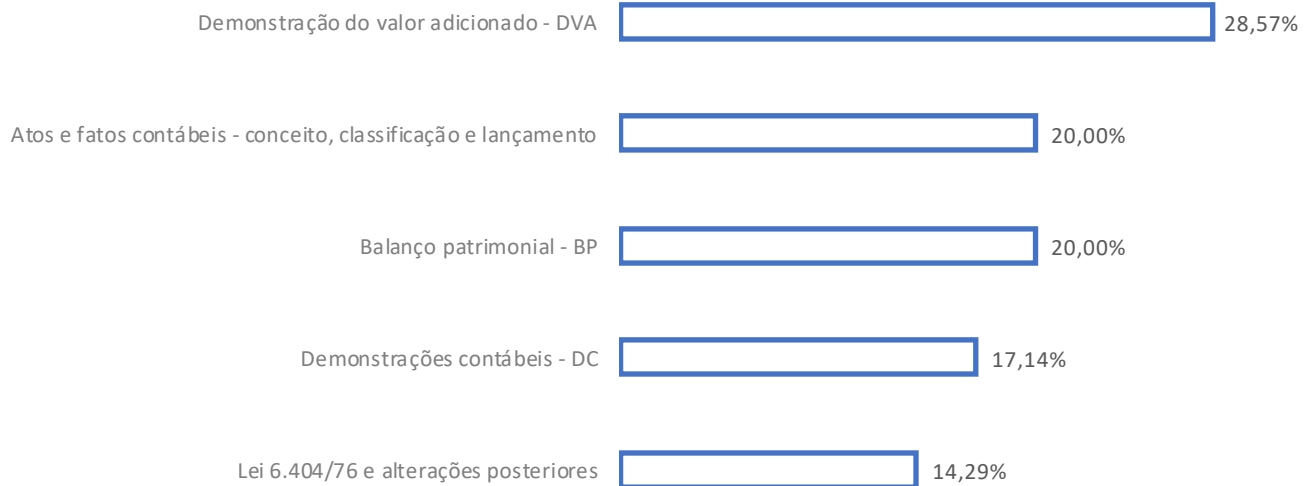 Demonstração do valor adicionado - DVA 28,57%
Atos e fatos contábeis - conceito, classificação e lançamento 20,00%
Balanço patrimonial - BP 20,00%
Demonstrações contábeis - DC 17,14%
Lei 6.404/76 e alterações posteriores 14,29%